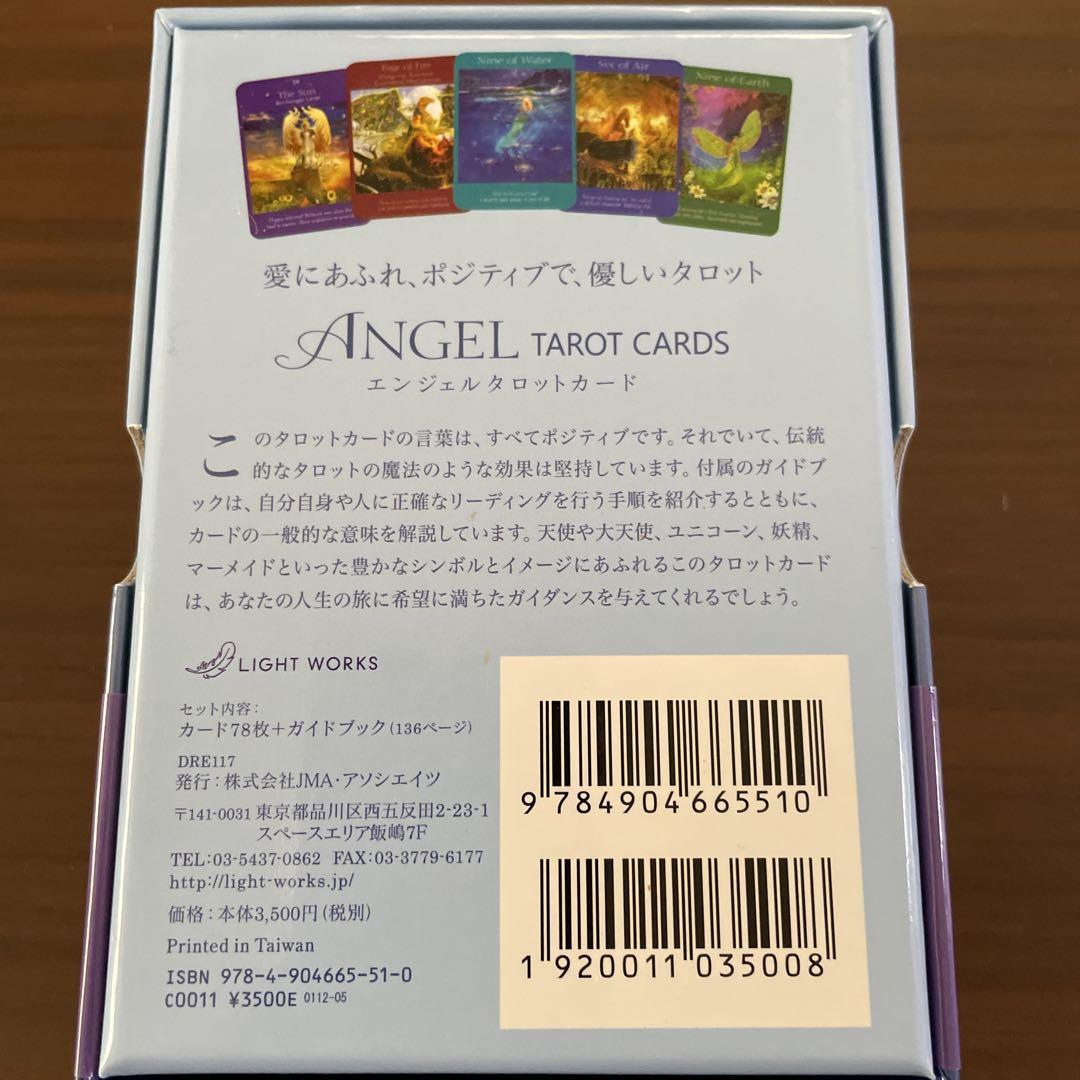 The Sun
Page of Fire
Nine of Water
Six of Air
Nine of Earth
愛にあふれ、ポジティブで、優しいタロット
ANGEL TAROT CARDS
エンジェルタロットカード
このタロットカードの言葉は、すべてポジティブです。それでいて、伝統
的なタロットの魔法のような効果は堅持しています。付属のガイドブ
ックは、自分自身や人に正確なリーディングを行う手順を紹介するとともに、
カードの一般的な意味を解説しています。天使や大天使、ユニコーン、妖精、
マーメイドといった豊かなシンボルとイメージにあふれるこのタロットカード
は、あなたの人生の旅に希望に満ちたガイダンスを与えてくれるでしょう。
LIGHT WORKS
セット内容:
カード78枚+ガイドブック(136ページ)
DRE117
発行:株式会社JMA・アソシエイツ
〒141-0031 東京都品川区西五反田2-23-1
スペースエリア飯嶋7F
TEL:03-5437-0862 FAX:03-3779-6177
http://light-works.jp/
価格:本体3,500円(税別)
Printed in Taiwan
ISBN 978-4-904665-51-0
C0011 ¥3500E 0112-05
9 784904 665510
1 920011 035008